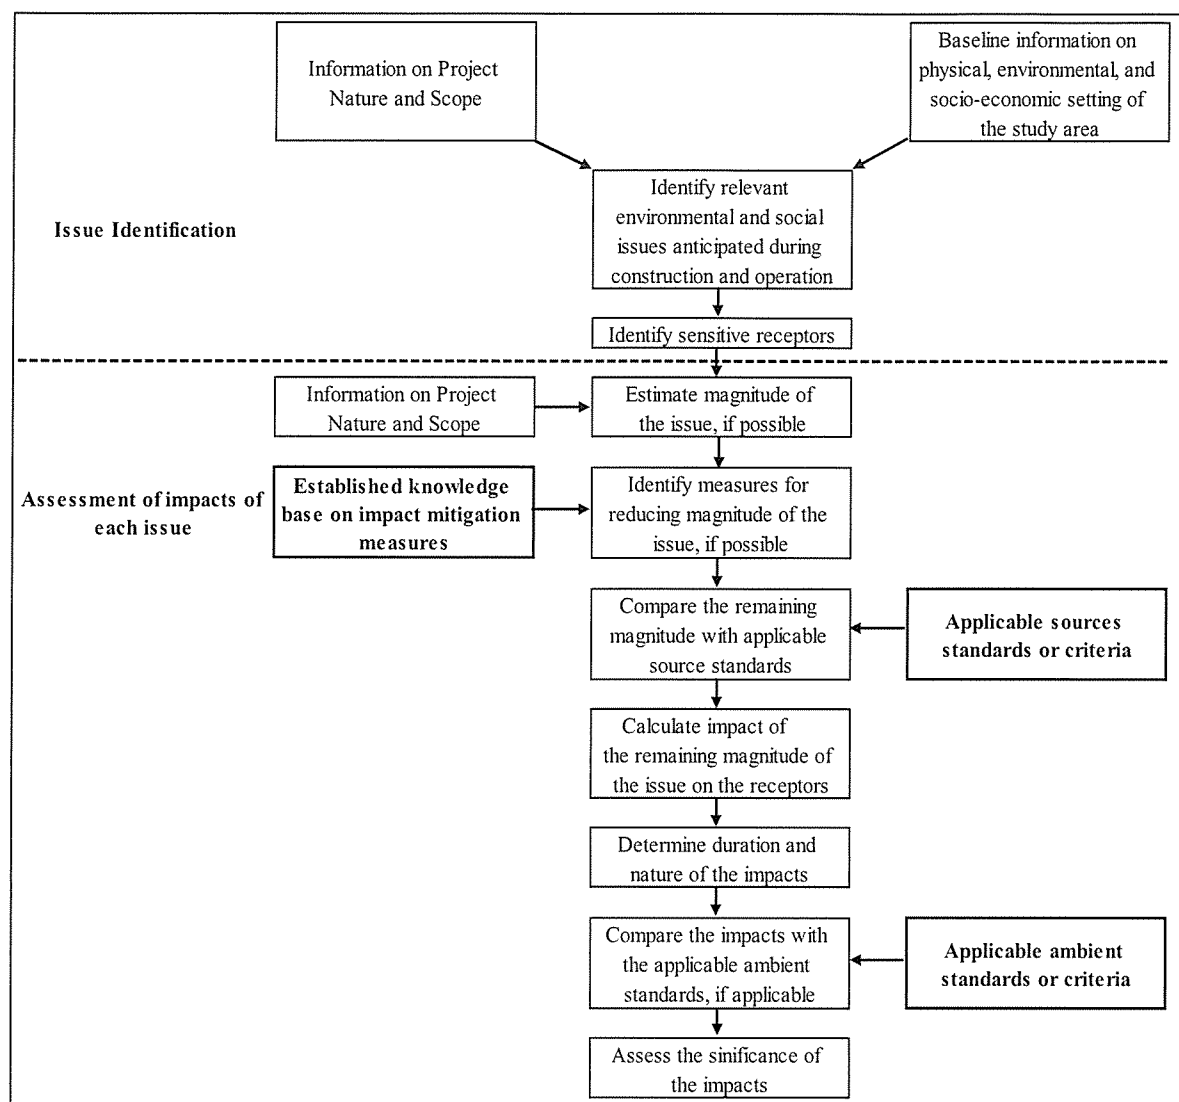 Information on Project
Nature and Scope
Baseline information on
physical, environmental, and
socio-economic setting of
the study area
Issue Identification
Identify relevant
environmental and social
issues anticipated during
construction and operation
Identify sensitive receptors
Information on Project
Nature and Scope
Estimate magnitude of
the issue, if possible
Assessment of impacts of
each issue
Established knowledge
base on impact mitigation
measures
Identify measures for
reducing magnitude of the
issue, if possible
Compare the remaining
magnitude with applicable
source standards
Applicable sources
standards or criteria
Calculate impact of
the remaining magnitude of
the issue on the receptors
Determine duration and
nature of the impacts
Compare the impacts with
the applicable ambient
standards, if applicable
Applicable ambient
standards or criteria
Assess the sinificance of
the impacts